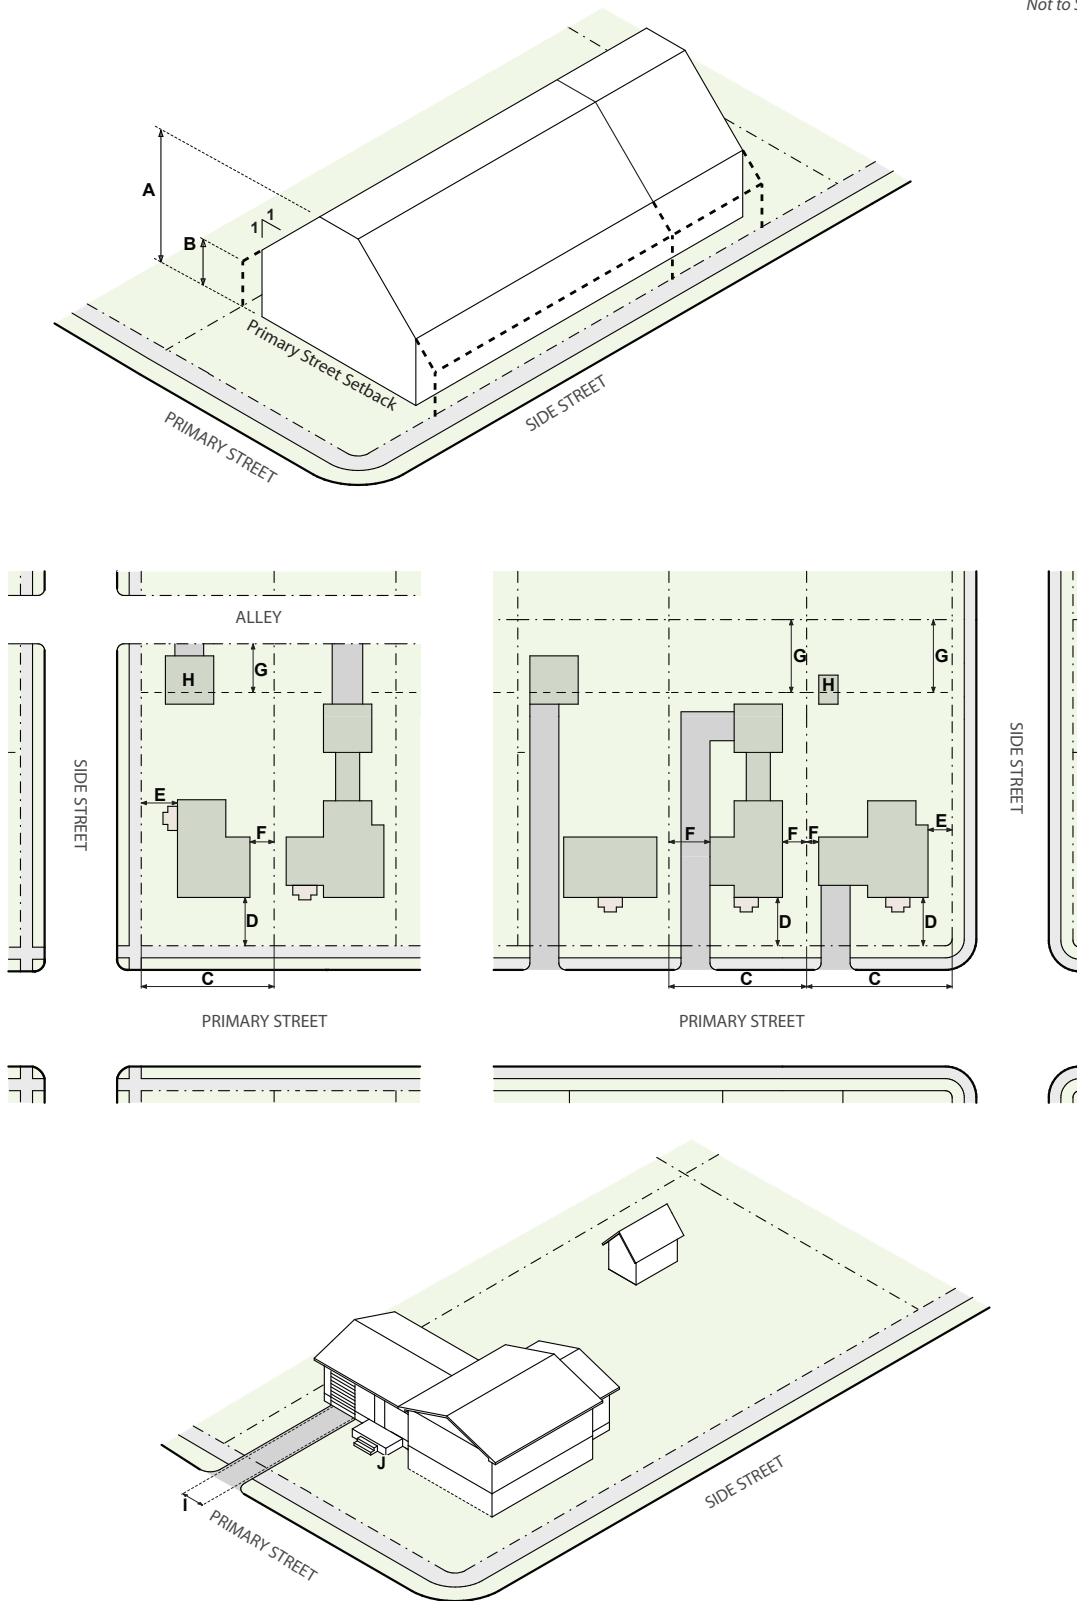 Not to S
A
1
1
B
Primary Street Setback
PRIMARY STREET
SIDE STREET
ALLEY
G
H
G
G
H
SIDE STREET
SIDE STREET
E
F
F
F
F
E
D
D
D
C
C
C
PRIMARY STREET
PRIMARY STREET
J
I
PRIMARY STREET
SIDE STREET